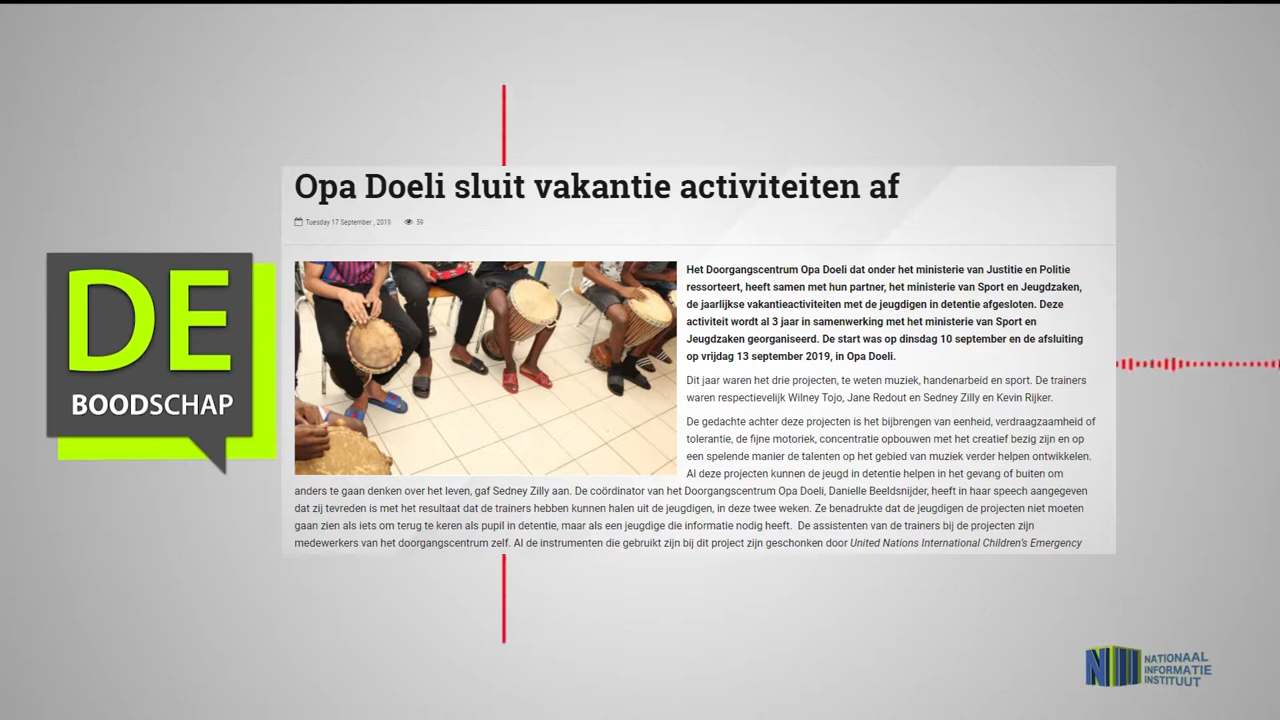 Opa Doeli sluit vakantie activiteiten af
Tuesday 17 September , 2019 59
DE
BOODSCHAP
Het Doorgangscentrum Opa Doeli dat onder het ministerie van Justitie en Politie
ressorteert, heeft samen met hun partner, het ministerie van Sport en Jeugdzaken,
de jaarlijkse vakantieactiviteiten met de jeugdigen in detentie afgesloten. Deze
activiteit wordt al 3 jaar in samenwerking met het ministerie van Sport en
Jeugdzaken georganiseerd. De start was op dinsdag 10 september en de afsluiting
op vrijdag 13 september 2019, in Opa Doeli.
Dit jaar waren het drie projecten, te weten muziek, handenarbeid en sport. De trainers
waren respectievelijk Wilney Tojo, Jane Redout en Sedney Zilly en Kevin Rijker.
De gedachte achter deze projecten is het bijbrengen van eenheid, verdraagzaamheid of
tolerantie, de fijne motoriek, concentratie opbouwen met het creatief bezig zijn en op
een spelende manier de talenten op het gebied van muziek verder helpen ontwikkelen.
Al deze projecten kunnen de jeugd in detentie helpen in het gevang of buiten om
anders te gaan denken over het leven, gaf Sedney Zilly aan. De coördinator van het Doorgangscentrum Opa Doeli, Danielle Beeldsnijder, heeft in haar speech aangegeven
dat zij tevreden is met het resultaat dat de trainers hebben kunnen halen uit de jeugdigen, in deze twee weken. Ze benadrukte dat de jeugdigen de projecten niet moeten
gaan zien als iets om terug te keren als pupil in detentie, maar als een jeugdige die informatie nodig heeft. De assistenten van de trainers bij de projecten zijn
medewerkers van het doorgangscentrum zelf. Al de instrumenten die gebruikt zijn bij dit project zijn geschonken door United Nations International Children's Emergency
NII
NATIONAAL
INFORMATIE
INSTITUUT